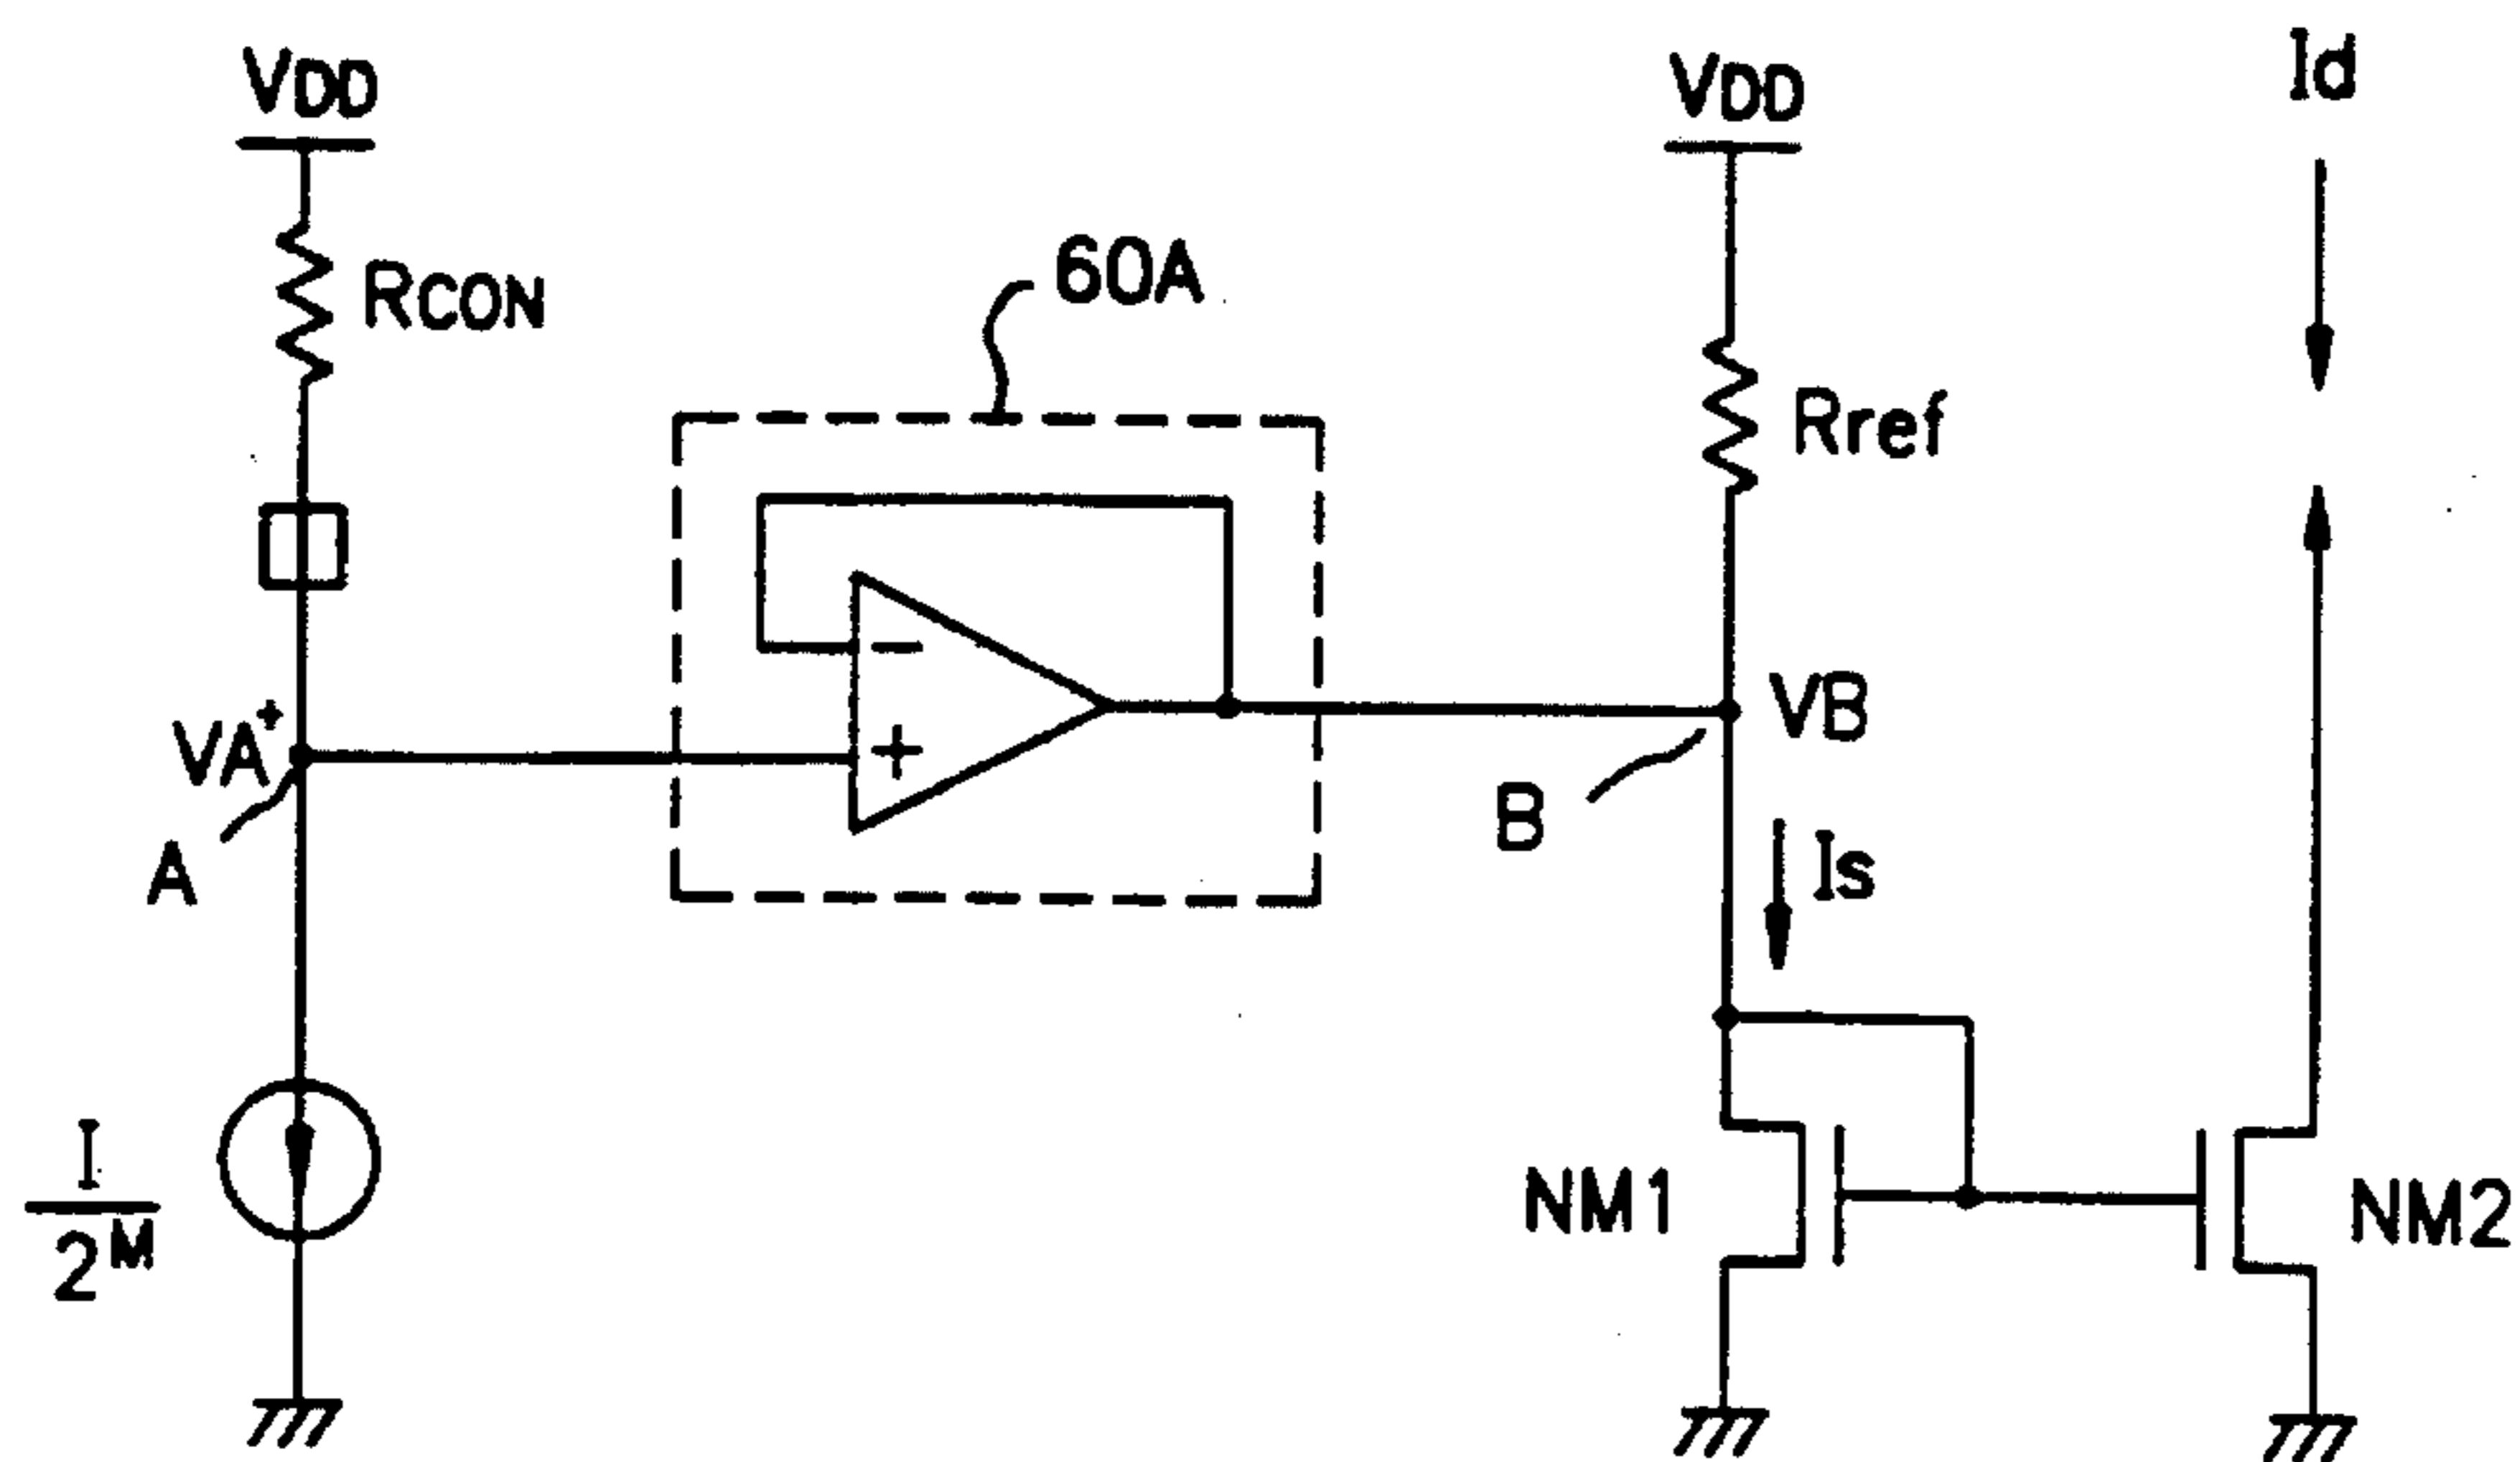 VDD
RCON
60A
VDD
Rref
Id
VA
A
−
+
VB
B
Is
I
2M
NM1
NM2